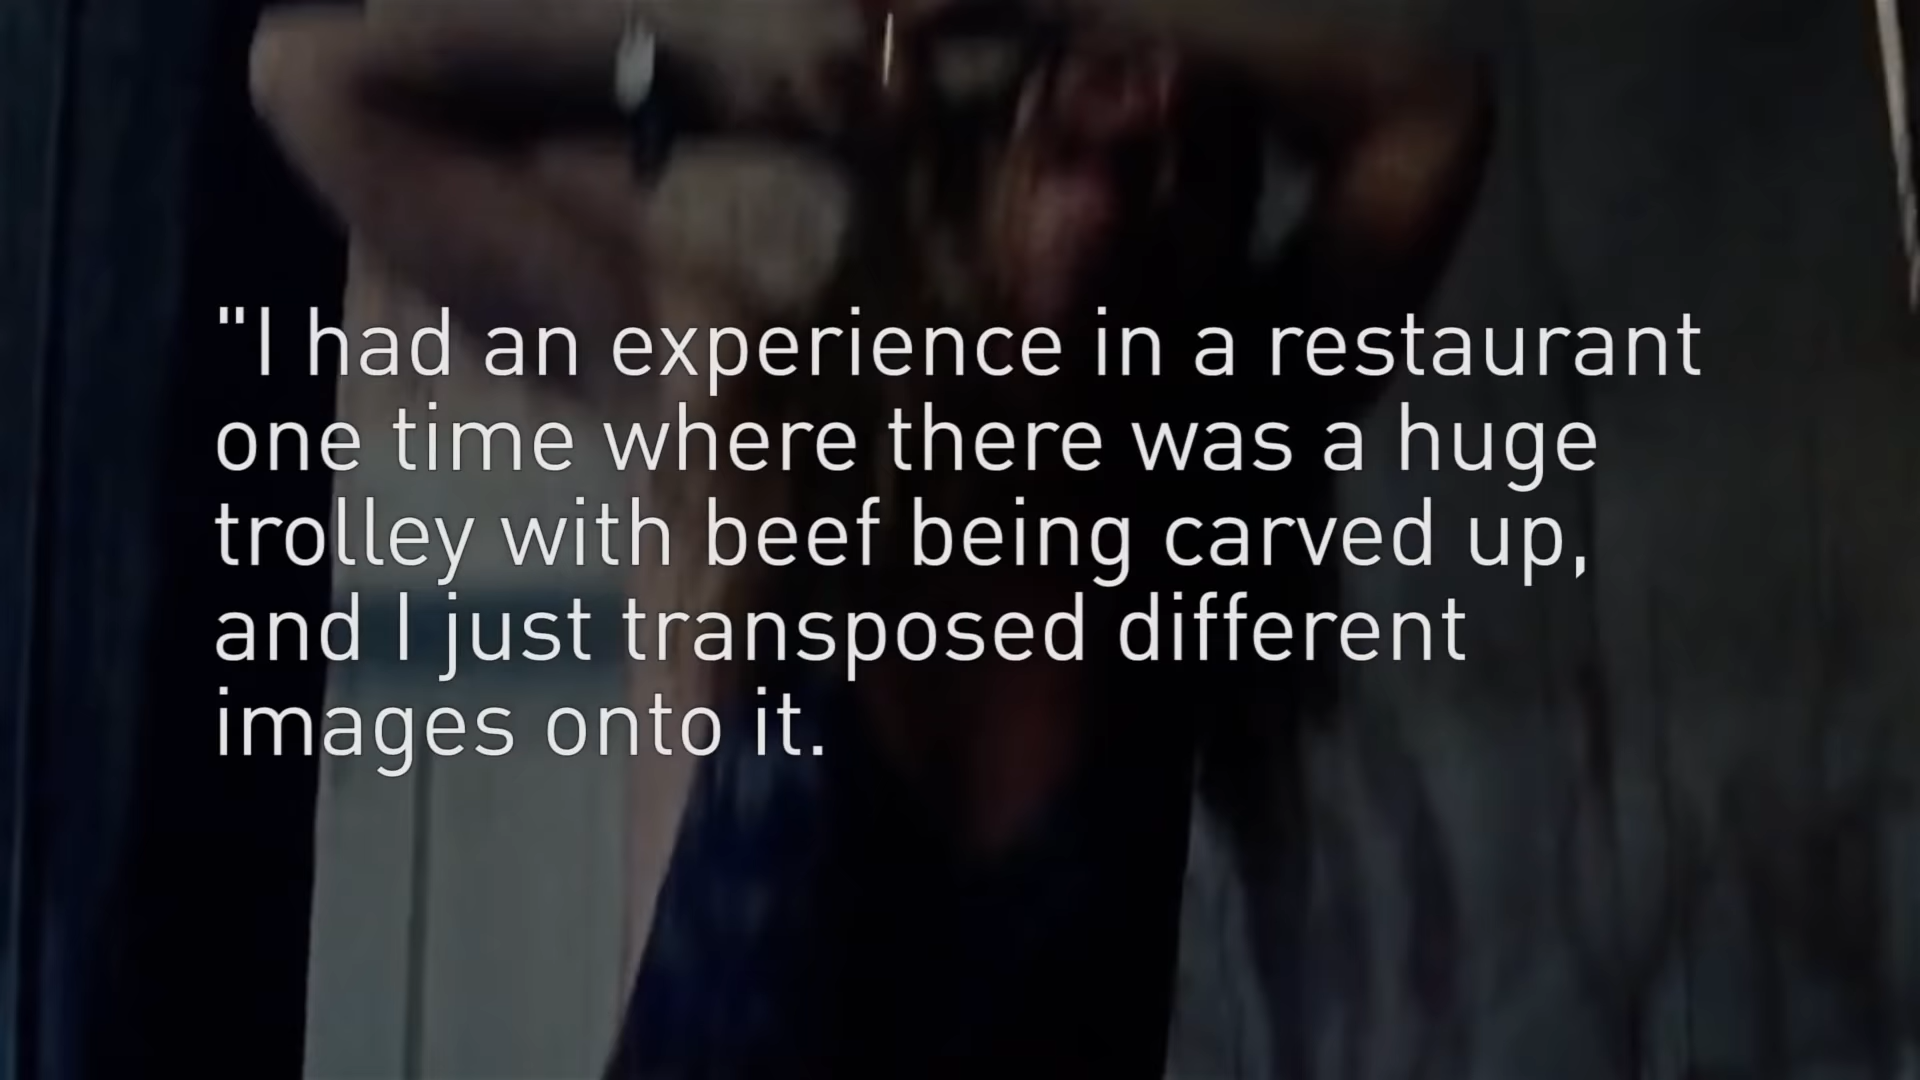 "I had an experience in a restaurant
one time where there was a huge
trolley with beef being carved up,
and I just transposed different
images onto it.